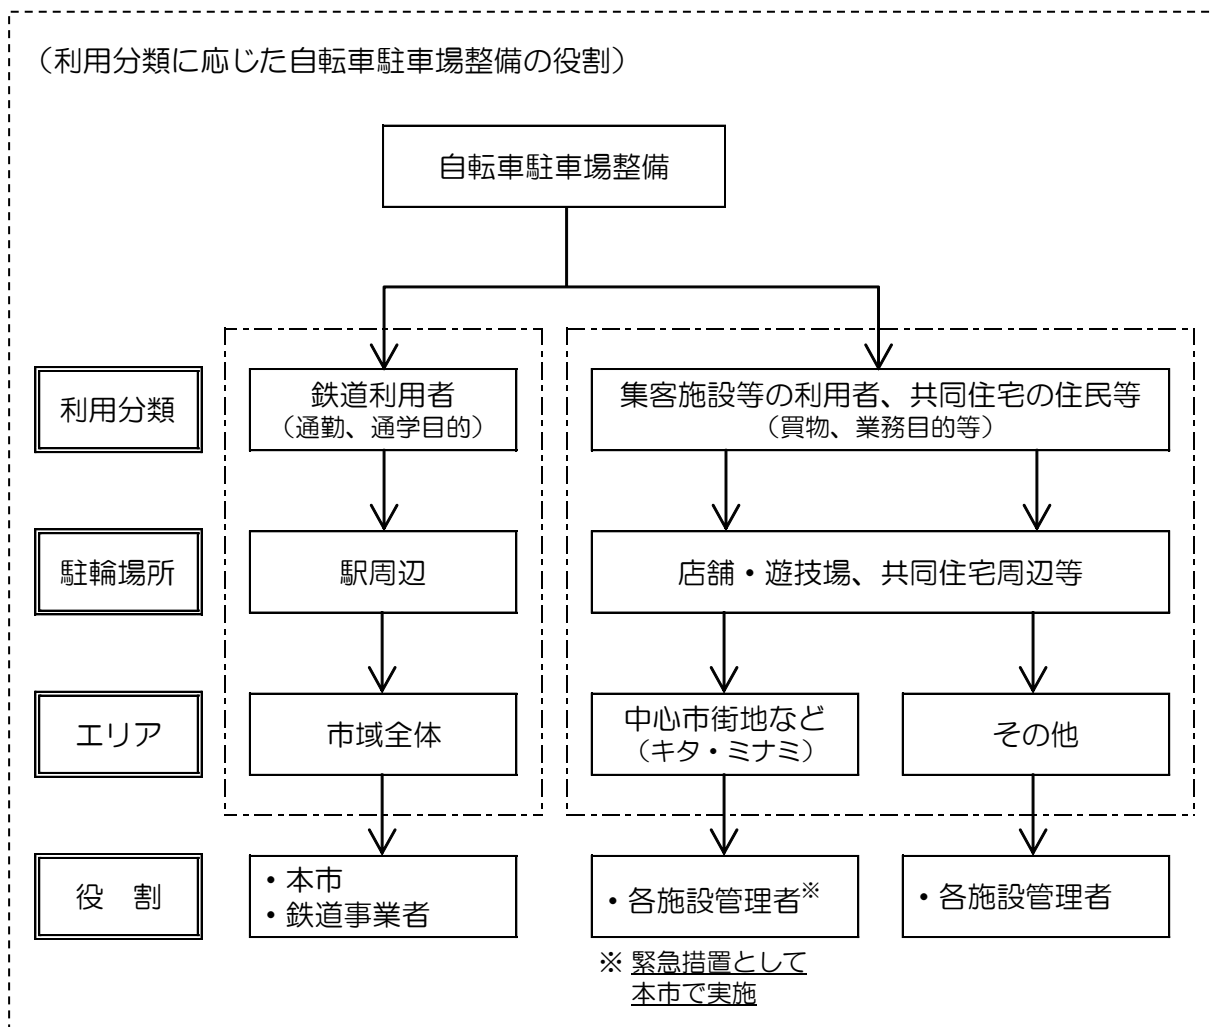 （利用分類に応じた自転車駐車場整備の役割）
自転車駐車場整備
利用分類
鉄道利用者
（通勤、通学目的）
集客施設等の利用者、共同住宅の住民等
（買物、業務目的等）
駐輪場所
駅周辺
店舗・遊技場、共同住宅周辺等
エリア
市域全体
中心市街地など
（キタ・ミナミ）
その他
役　割
・本市
・鉄道事業者
・各施設管理者※
・各施設管理者
※ 緊急措置として
本市で実施